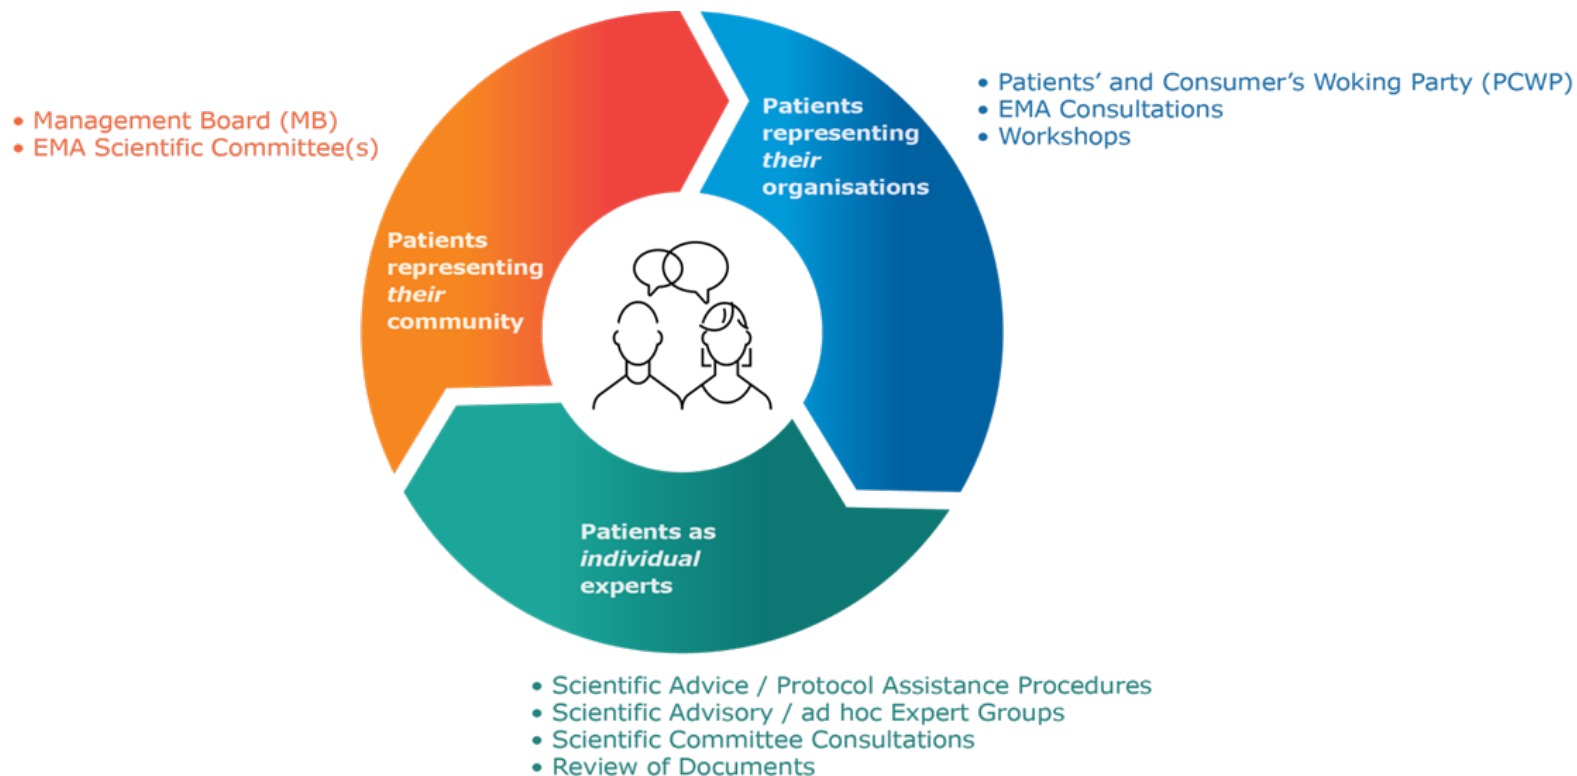 • Management Board (MB)
• EMA Scientific Committee(s)
Patients
representing
their
community
Patients
representing
their
organisations
• Patients’ and Consumer’s Woking Party (PCWP)
• EMA Consultations
• Workshops
Patients as
individual
experts
• Scientific Advice / Protocol Assistance Procedures
• Scientific Advisory / ad hoc Expert Groups
• Scientific Committee Consultations
• Review of Documents